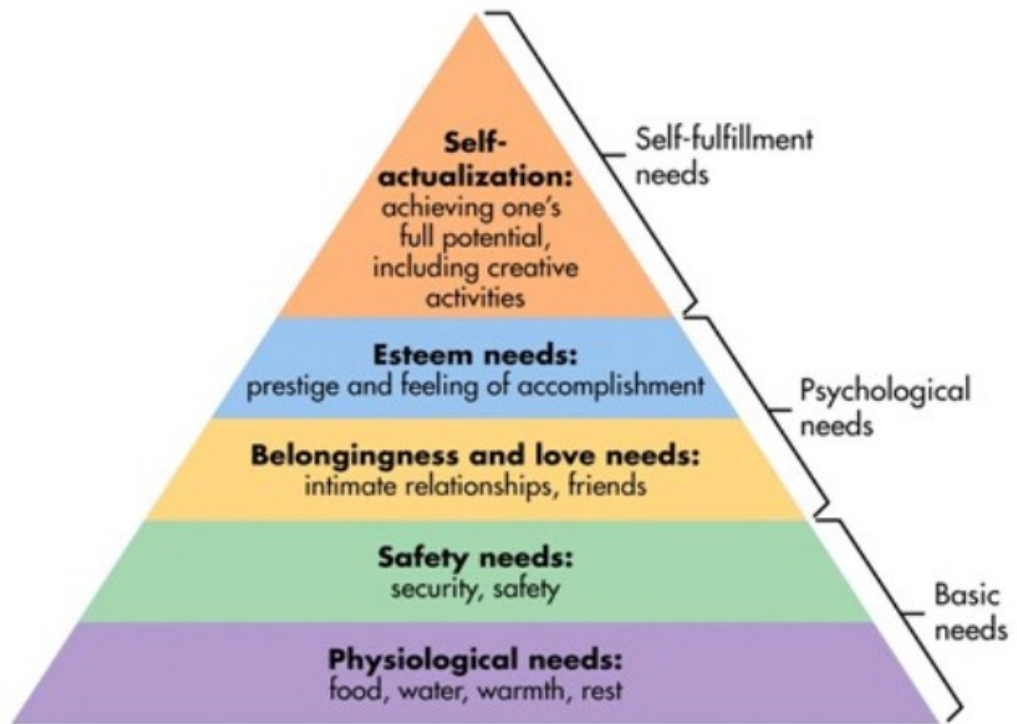 Self-
actualization:
achieving one's
full potential,
including creative
activities
Self-fulfillment
needs
Esteem needs:
prestige and feeling of accomplishment
Psychological
needs
Belongingness and love needs:
intimate relationships, friends
Safety needs:
security, safety
Basic
needs
Physiological needs:
food, water, warmth, rest